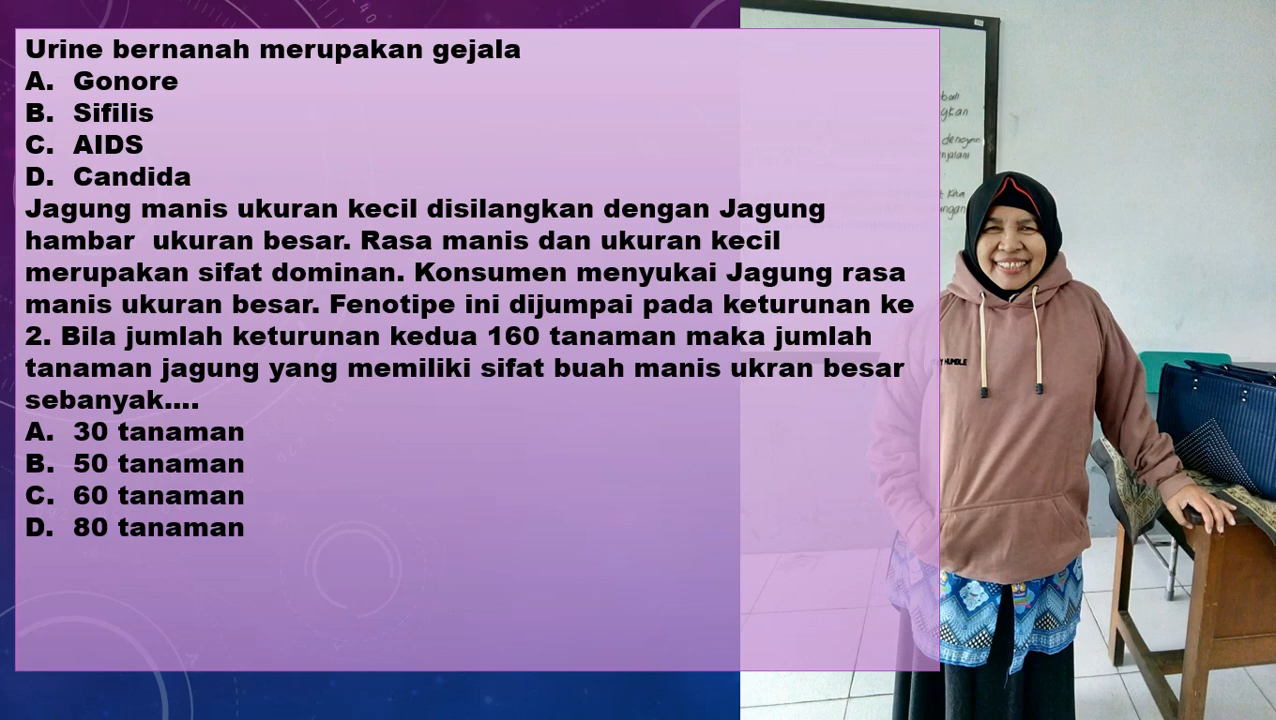 Urine bernanah merupakan gejala
A. Gonore
B. Sifilis
C. AIDS
D. Candida
Jagung manis ukuran kecil disilangkan dengan Jagung
hambar ukuran besar. Rasa manis dan ukuran kecil
merupakan sifat dominan. Konsumen menyukai Jagung rasa
manis ukuran besar. Fenotipe ini dijumpai pada keturunan ke
2. Bila jumlah keturunan kedua 160 tanaman maka jumlah
tanaman jagung yang memiliki sifat buah manis ukran besar
sebanyak....
A. 30 tanaman
B. 50 tanaman
C. 60 tanaman
D. 80 tanaman
HUMBLE